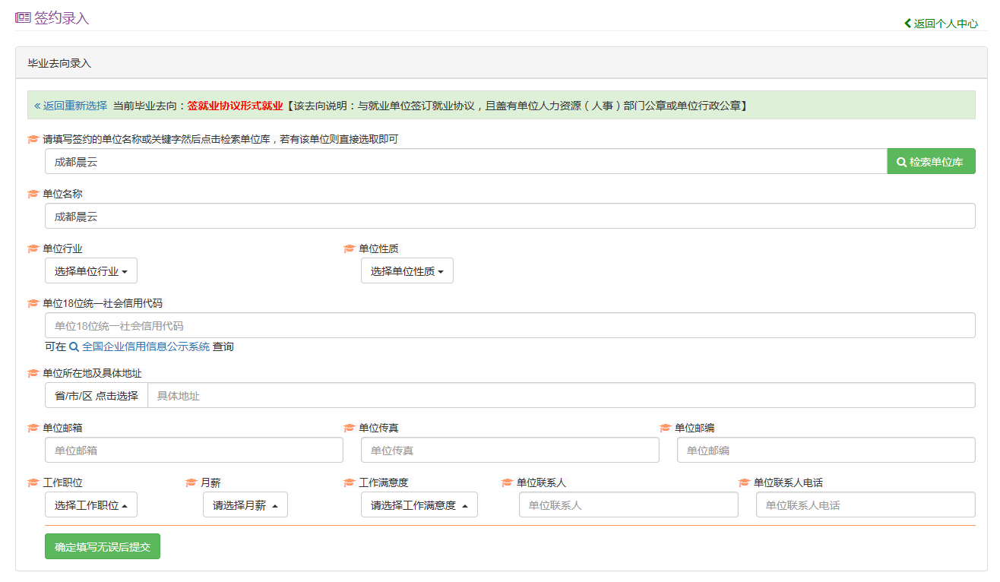 签约录入
返回个人中心
毕业去向录入
« 返回重新选择 当前毕业去向：签就业协议形式就业【该去向说明：与就业单位签订就业协议，且盖有单位人力资源（人事）部门公章或单位行政公章】
请填写签约的单位名称或关键字然后点击检索单位库，若有该单位则直接选取即可
成都晨云 检索单位库
单位名称
成都晨云
单位行业 单位性质
选择单位行业 选择单位性质
单位18位统一社会信用代码
单位18位统一社会信用代码
可在 全国企业信用信息公示系统 查询
单位所在地及具体地址
省/市/区 点击选择 具体地址
单位邮箱 单位传真 单位邮编
单位邮箱 单位传真 单位邮编
工作职位 月薪 工作满意度 单位联系人 单位联系人电话
选择工作职位 请选择月薪 请选择工作满意度 单位联系人 单位联系人电话
确定填写无误后提交